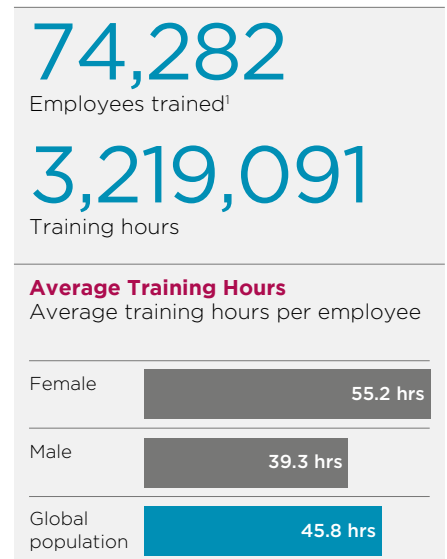 74,282
Employees trained¹
3,219,091
Training hours
Average Training Hours
Average training hours per employee
Female
55.2 hrs
Male
39.3 hrs
Global
population
45.8 hrs